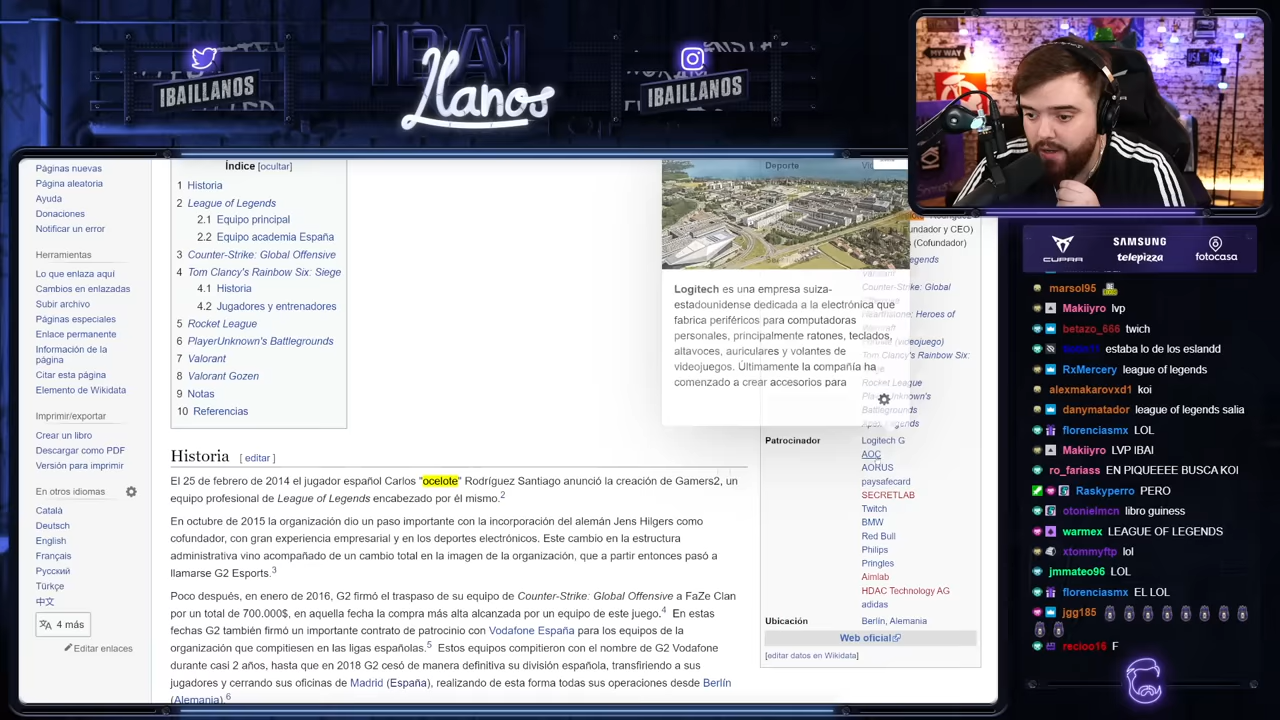 IBAI
Llanos
IBAILLANOS
IBAILLANOS
MY WAY
Páginas nuevas
Página aleatoria
Ayuda
Donaciones
Notificar un error
Herramientas
Lo que enlaza aquí
Cambios en enlazadas
Subir archivo
Páginas especiales
Enlace permanente
Información de la
página
Citar esta página
Elemento de Wikidata
Imprimir/exportar
Crear un libro
Descargar como PDF
Versión para imprimir
En otros idiomas
Català
Deutsch
English
Français
Русский
Türkçe
中文
4 más
Editar enlaces
Índice [ocultar]
1 Historia
2 League of Legends
2.1 Equipo principal
2.2 Equipo academia España
3 Counter-Strike: Global Offensive
4 Tom Clancy's Rainbow Six: Siege
4.1 Historia
4.2 Jugadores y entrenadores
5 Rocket League
6 PlayerUnknown's Battlegrounds
7 Valorant
8 Valorant Gozen
9 Notas
10 Referencias
Historia [ editar ]
El 25 de febrero de 2014 el jugador español Carlos "ocelote" Rodríguez Santiago anunció la creación de Gamers2, un
equipo profesional de League of Legends encabezado por él mismo.2
En octubre de 2015 la organización dio un paso importante con la incorporación del alemán Jens Hilgers como
cofundador, con gran experiencia empresarial y en los deportes electrónicos. Este cambio en la estructura
administrativa vino acompañado de un cambio total en la imagen de la organización, que a partir entonces pasó a
llamarse G2 Esports.3
Poco después, en enero de 2016, G2 firmó el traspaso de su equipo de Counter-Strike: Global Offensive a FaZe Clan
por un total de 700.000$, en aquella fecha la cripra más alta alcanzada por un equipo de este juego.4 En estas
fechas G2 también firmó un importante contrato de patrocinio con Vodafone España para los equipos de la
organización que compitiesen en las ligas españolas.5 Estos equipos compitieron con el nombre de G2 Vodafone
durante casi 2 años, hasta que en 2018 G2 cesó de manera definitiva su división española, transfiriendo a sus
jugadores y cerrando sus oficinas de Madrid (España), realizando de esta forma todas sus operaciones desde Berlín
(Alemania).6
Logitech es una empresa suiza-
estadounidense dedicada a la electrónica que
fabrica periféricos para computadoras
personales, principalmente ratones, teclados,
altavoces, auriculares y volantes de
videojuegos. Últimamente la compañía ha
comenzado a crear accesorios para
Deporte
(Cofundador)
Counter-Strike: Global
Hearthstone: Heroes of
Tom Clancy's Rainbow Six:
Rocket League
Battlegrounds
Patrocinador
Logitech G
AOC
AORUS
paysafecard
SECRETLAB
Twitch
BMW
Red Bull
Philips
Pringles
Aimlab
HDAC Technology AG
adidas
Ubicación
Berlín, Alemania
Web oficial
[editar datos en Wikidata]
CUPRA
SAMSUNG
telepizza
fotocasa
marsol95
Makiiyro lvp
betazo_666 twich
estaba lo de los eslandd
RxMercery league of legends
alexmakarovxd1 koi
danymatador league of legends salia
florenciasmx LOL
Makiiyro LVP IBAI
ro_fariass EN PIQUEEEE BUSCA KOI
Raskyperro PERO
otonielmcn libro guiness
warmex LEAGUE OF LEGENDS
xtommyftp lol
jmmateo96 LOL
florenciasmx EL LOL
jgg185
recioo16 F